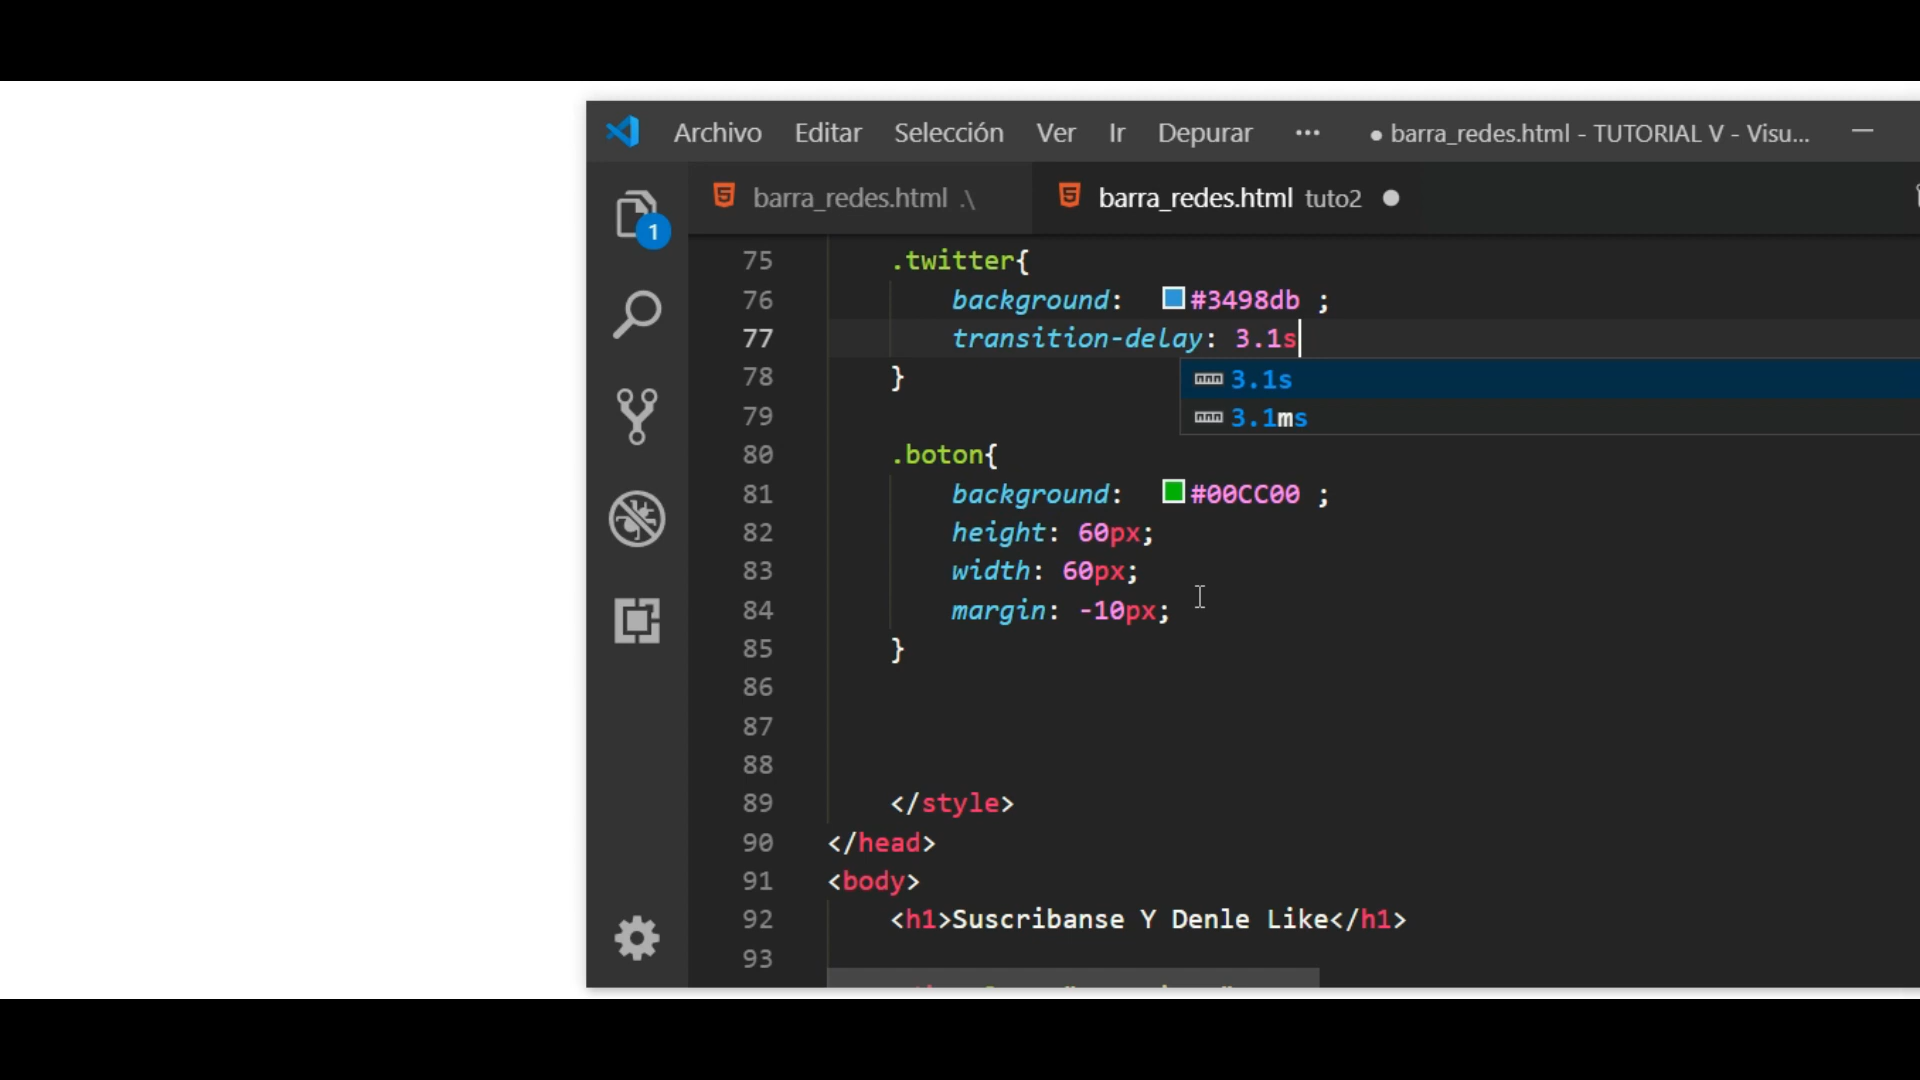 Archivo Editar Selección Ver Ir Depurar ··· ● barra_redes.html - TUTORIAL V - Visu...
barra_redes.html .\ barra_redes.html tuto2 ●
1
75 .twitter{
76 background: #3498db ;
77 transition-delay: 3.1s
78 }
3.1s
79
3.1ms
80 .boton{
81 background: #00CC00 ;
82 height: 60px;
83 width: 60px;
84 margin: -10px;
85 }
86
87
88
89 </style>
90 </head>
91 <body>
92 <h1>Suscribanse Y Denle Like</h1>
93